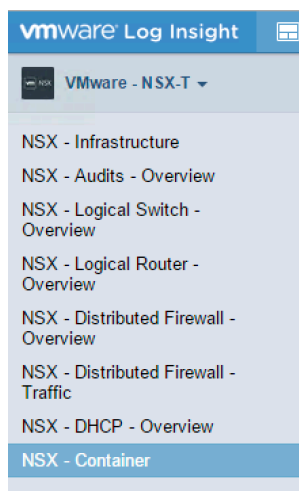 vmware Log Insight
NSX
VMware - NSX-T
NSX - Infrastructure
NSX - Audits - Overview
NSX - Logical Switch -
Overview
NSX - Logical Router -
Overview
NSX - Distributed Firewall -
Overview
NSX - Distributed Firewall -
Traffic
NSX - DHCP - Overview
NSX - Container